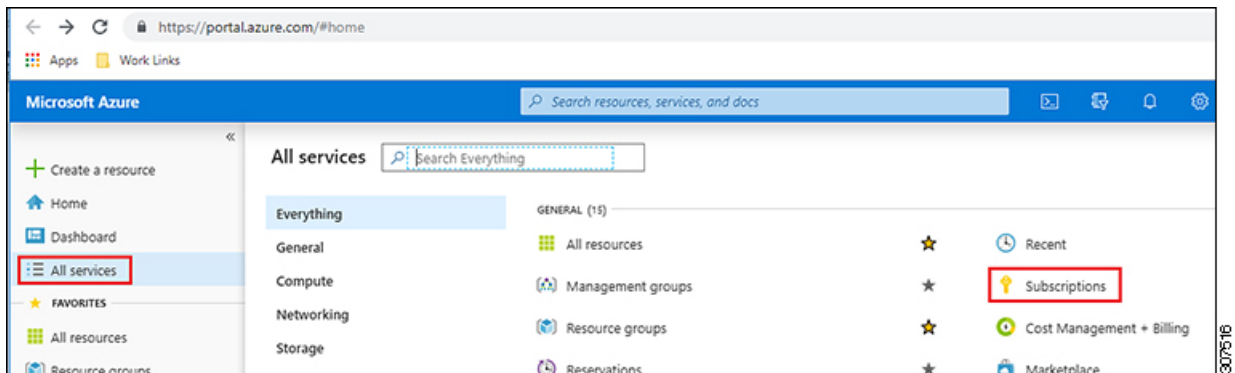 https://portal.azure.com/#home
Apps Work Links
Microsoft Azure
Search resources, services, and docs
«
Create a resource
Home
Dashboard
All services
FAVORITES
All resources
Resource groups
All services
Search Everything
Everything
General
Compute
Networking
Storage
GENERAL (15)
All resources
Recent
Management groups
Subscriptions
Resource groups
Cost Management + Billing
Reservations
Marketplace
307516